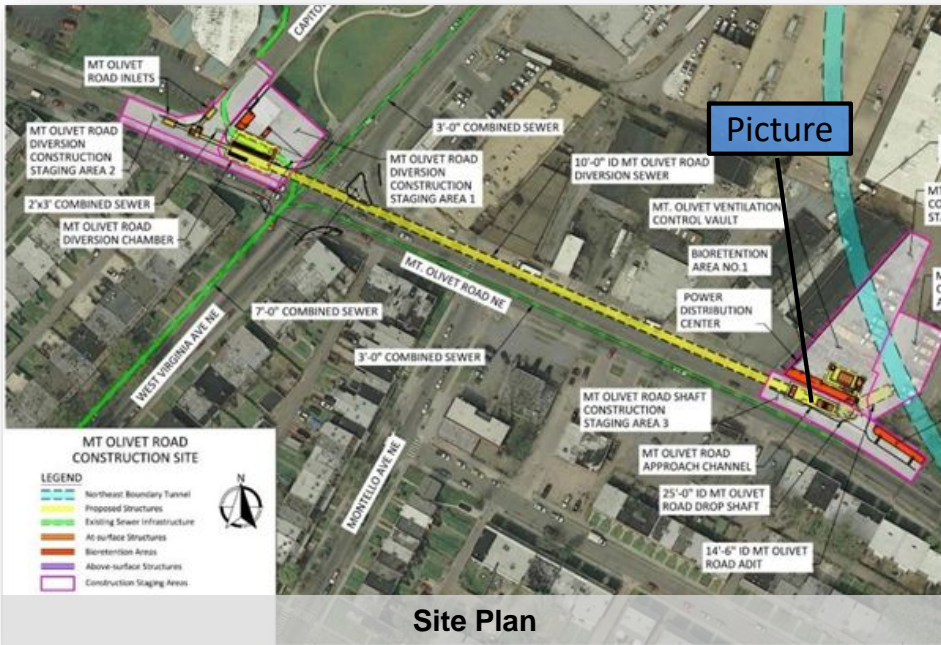 CAPITO
MT OLIVET
ROAD INLETS
MT OLIVET ROAD
DIVERSION
CONSTRUCTION
STAGING AREA 2
2'x3' COMBINED SEWER
MT OLIVET ROAD
DIVERSION CHAMBER
3'-0" COMBINED SEWER
MT OLIVET ROAD
DIVERSION
CONSTRUCTION
STAGING AREA 1
Picture
10'-0" ID MT OLIVET ROAD
DIVERSION SEWER
MT. OLIVET VENTILATION
CONTROL VAULT
BIORETENTION
AREA NO.1
POWER
DISTRIBUTION
CENTER
MT. OLIVET ROAD NE
7'-0" COMBINED SEWER
WEST VIRGINIA AVE NE
3'-0" COMBINED SEWER
MONTELLO AVE NE
MT OLIVET ROAD SHAFT
CONSTRUCTION
STAGING AREA 3
MT OLIVET ROAD
APPROACH CHANNEL
25'-0" ID MT OLIVET
ROAD DROP SHAFT
14'-6" ID MT OLIVET
ROAD ADIT
MT OLIVET ROAD
CONSTRUCTION SITE
LEGEND
N
Northeast Boundary Tunnel
Proposed Structures
Existing Sewer Infrastructure
At-surface Structures
Bioretention Areas
Above-surface Structures
Construction Staging Areas
Site Plan